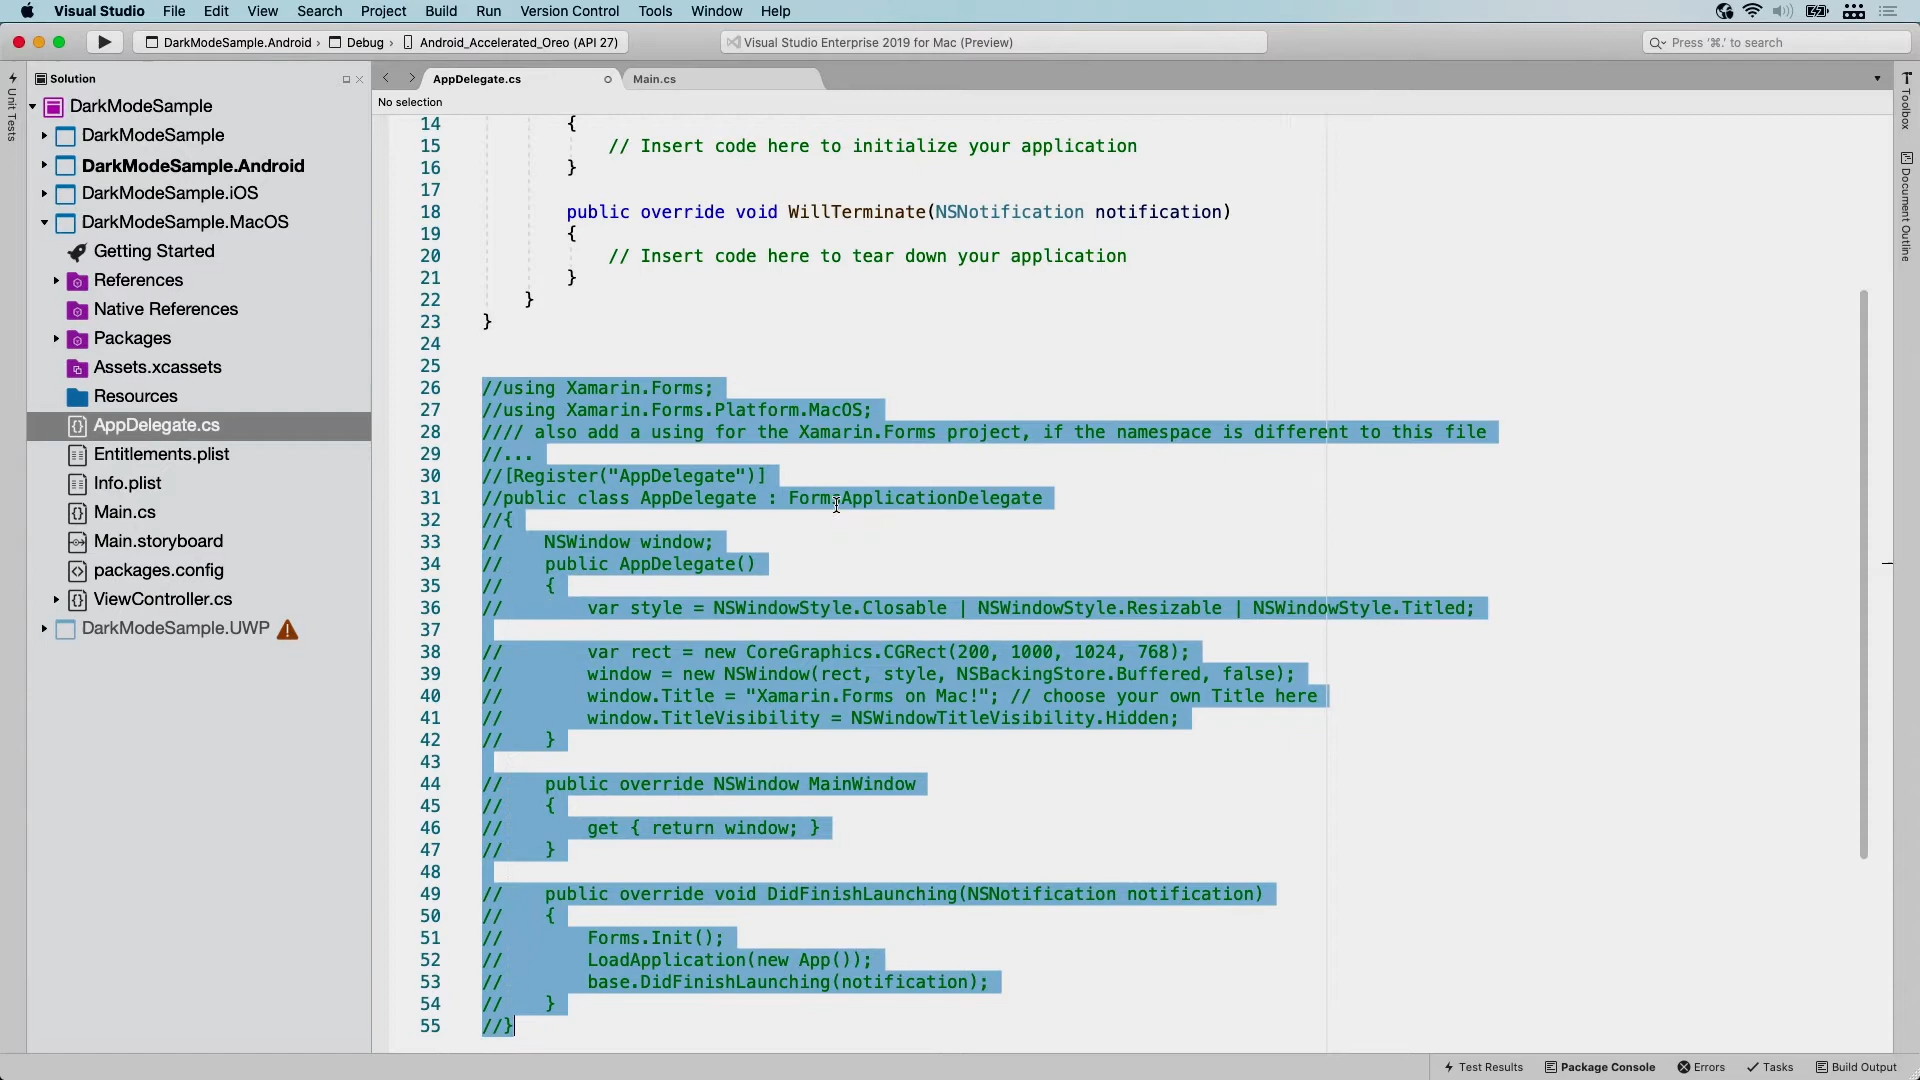 Visual Studio File Edit View Search Project Build Run Version Control Tools Window Help
DarkModeSample.Android › Debug › Android_Accelerated_Oreo (API 27)
Visual Studio Enterprise 2019 for Mac (Preview)
Press ‘⌘.’ to search
Unit Tests
Solution
DarkModeSample
DarkModeSample
DarkModeSample.Android
DarkModeSample.iOS
DarkModeSample.MacOS
Getting Started
References
Native References
Packages
Assets.xcassets
Resources
AppDelegate.cs
Entitlements.plist
Info.plist
Main.cs
Main.storyboard
packages.config
ViewController.cs
DarkModeSample.UWP
AppDelegate.cs
Main.cs
No selection
14 {
15 // Insert code here to initialize your application
16 }
17
18 public override void WillTerminate(NSNotification notification)
19 {
20 // Insert code here to tear down your application
21 }
22 }
23 }
24
25
26 //using Xamarin.Forms;
27 //using Xamarin.Forms.Platform.MacOS;
28 //// also add a using for the Xamarin.Forms project, if the namespace is different to this file
29 //...
30 //[Register("AppDelegate")]
31 //public class AppDelegate : FormsApplicationDelegate
32 //{
33 // NSWindow window;
34 // public AppDelegate()
35 // {
36 // var style = NSWindowStyle.Closable | NSWindowStyle.Resizable | NSWindowStyle.Titled;
37
38 // var rect = new CoreGraphics.CGRect(200, 1000, 1024, 768);
39 // window = new NSWindow(rect, style, NSBackingStore.Buffered, false);
40 // window.Title = "Xamarin.Forms on Mac!"; // choose your own Title here
41 // window.TitleVisibility = NSWindowTitleVisibility.Hidden;
42 // }
43
44 // public override NSWindow MainWindow
45 // {
46 // get { return window; }
47 // }
48
49 // public override void DidFinishLaunching(NSNotification notification)
50 // {
51 // Forms.Init();
52 // LoadApplication(new App());
53 // base.DidFinishLaunching(notification);
54 // }
55 //}
Toolbox
Document Outline
Test Results
Package Console
Errors
Tasks
Build Output